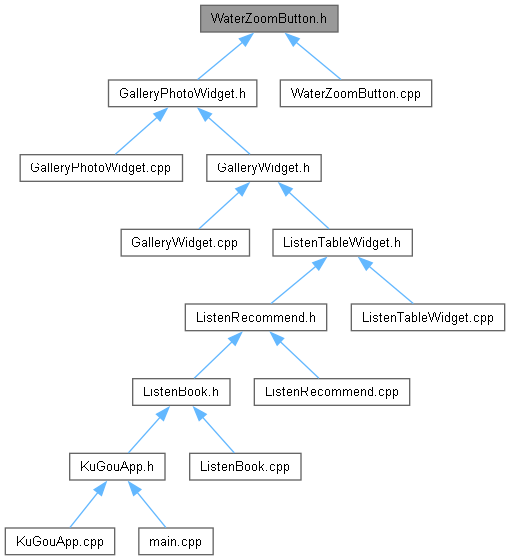 WaterZoomButton.h
GalleryPhotoWidget.h
WaterZoomButton.cpp
GalleryPhotoWidget.cpp
GalleryWidget.h
GalleryWidget.cpp
ListenTableWidget.h
ListenRecommend.h
ListenTableWidget.cpp
ListenBook.h
ListenRecommend.cpp
KuGouApp.h
ListenBook.cpp
KuGouApp.cpp
main.cpp